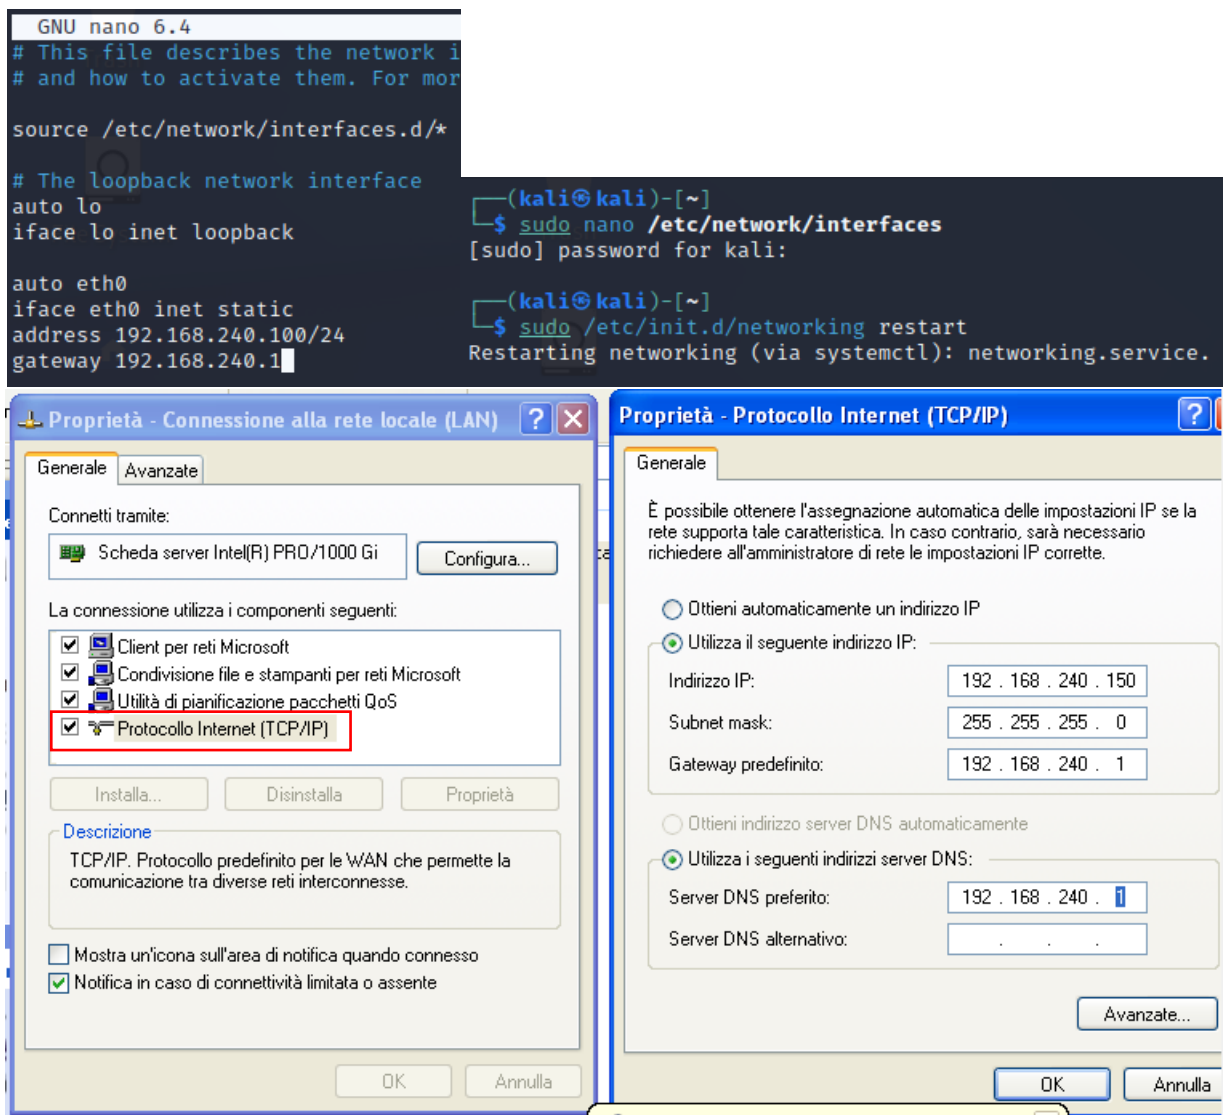 GNU nano 6.4
# This file describes the network i
# and how to activate them. For mor
source /etc/network/interfaces.d/*
# The loopback network interface
auto lo
iface lo inet loopback
auto eth0
iface eth0 inet static
address 192.168.240.100/24
gateway 192.168.240.1
┌──(kali㉿kali)-[~]
└─$ sudo nano /etc/network/interfaces
[sudo] password for kali:
┌──(kali㉿kali)-[~]
└─$ sudo /etc/init.d/networking restart
Restarting networking (via systemctl): networking.service.
Proprietà - Connessione alla rete locale (LAN)
Generale
Avanzate
Connetti tramite:
Scheda server Intel(R) PRO/1000 Gi
Configura...
La connessione utilizza i componenti seguenti:
Client per reti Microsoft
Condivisione file e stampanti per reti Microsoft
Utilità di pianificazione pacchetti QoS
Protocollo Internet (TCP/IP)
Installa...
Disinstalla
Proprietà
Descrizione
TCP/IP. Protocollo predefinito per le WAN che permette la
comunicazione tra diverse reti interconnesse.
Mostra un'icona sull'area di notifica quando connesso
Notifica in caso di connettività limitata o assente
OK
Annulla
Proprietà - Protocollo Internet (TCP/IP)
Generale
È possibile ottenere l'assegnazione automatica delle impostazioni IP se la
rete supporta tale caratteristica. In caso contrario, sarà necessario
richiedere all'amministratore di rete le impostazioni IP corrette.
Ottieni automaticamente un indirizzo IP
Utilizza il seguente indirizzo IP:
Indirizzo IP: 192 . 168 . 240 . 150
Subnet mask: 255 . 255 . 255 . 0
Gateway predefinito: 192 . 168 . 240 . 1
Ottieni indirizzo server DNS automaticamente
Utilizza i seguenti indirizzi server DNS:
Server DNS preferito: 192 . 168 . 240 . 1
Server DNS alternativo: . . .
Avanzate...
OK
Annulla